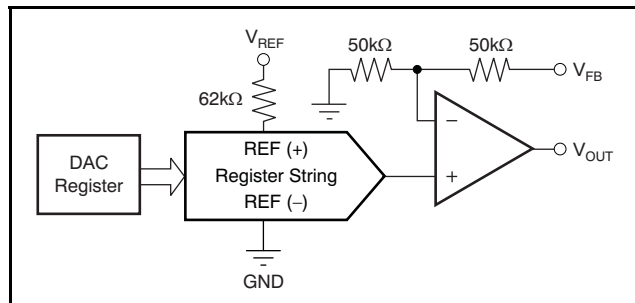 50kΩ
50kΩ
V_REF
V_FB
62kΩ
REF (+)
DAC
Register
Register String
REF (−)
−
+
V_OUT
GND